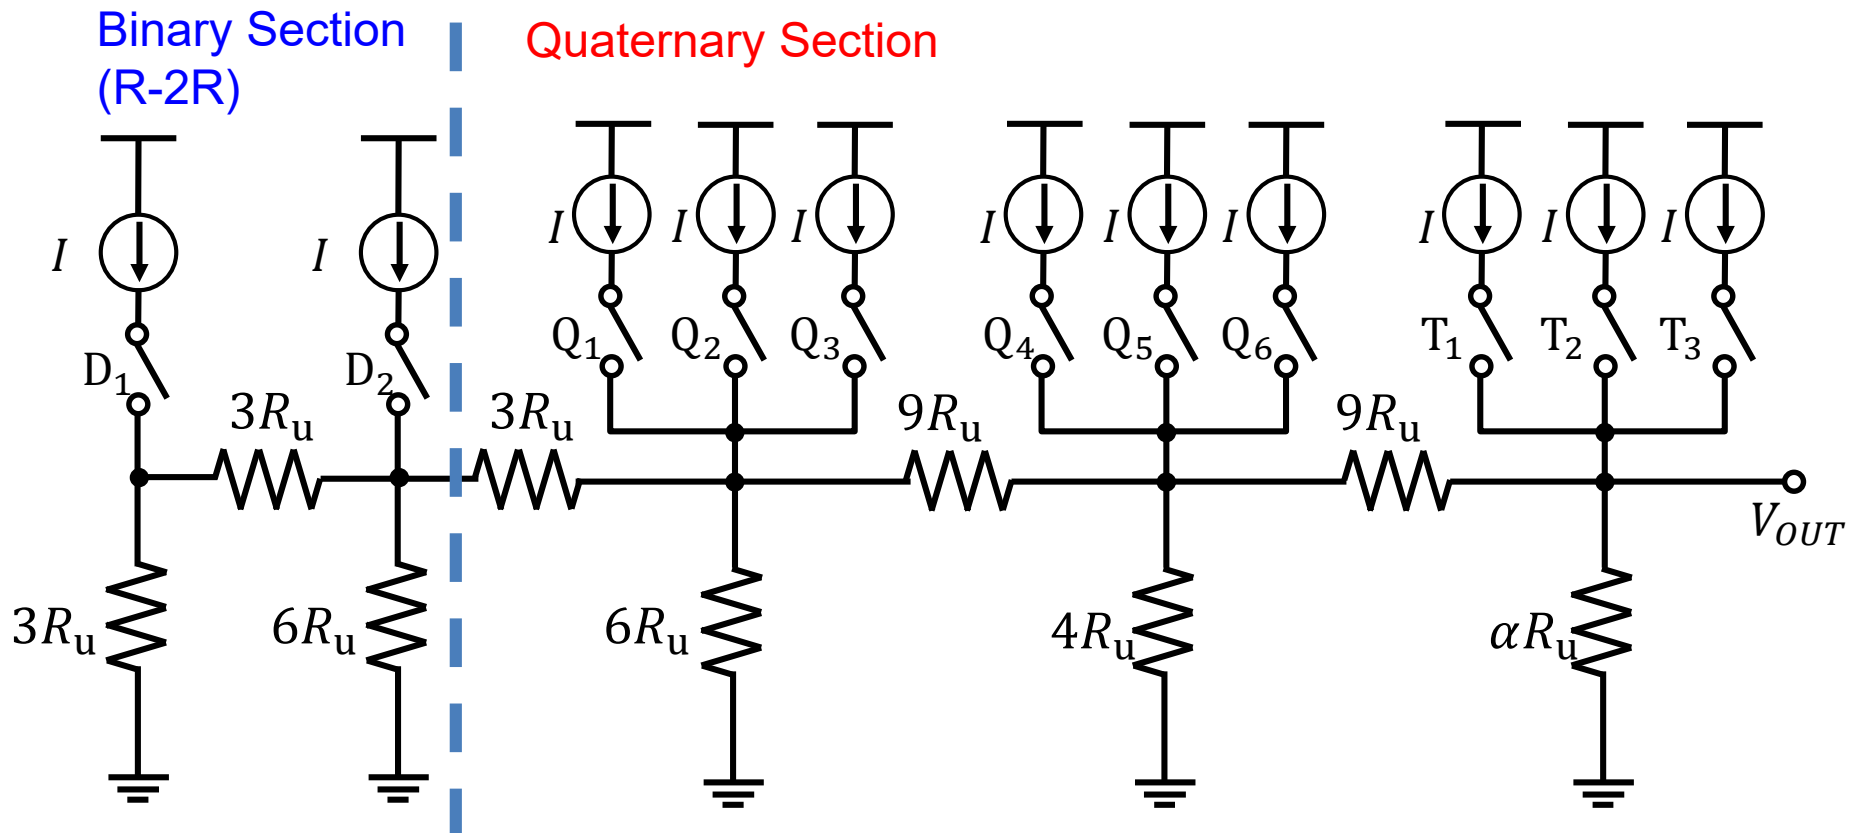 Binary Section
(R-2R)
Quaternary Section
I
I
I
I
I
I
I
I
I
I
I
D₁
D₂
Q₁
Q₂
Q₃
Q₄
Q₅
Q₆
T₁
T₂
T₃
3Rᵤ
3Rᵤ
9Rᵤ
9Rᵤ
V_OUT
3Rᵤ
6Rᵤ
6Rᵤ
4Rᵤ
αRᵤ